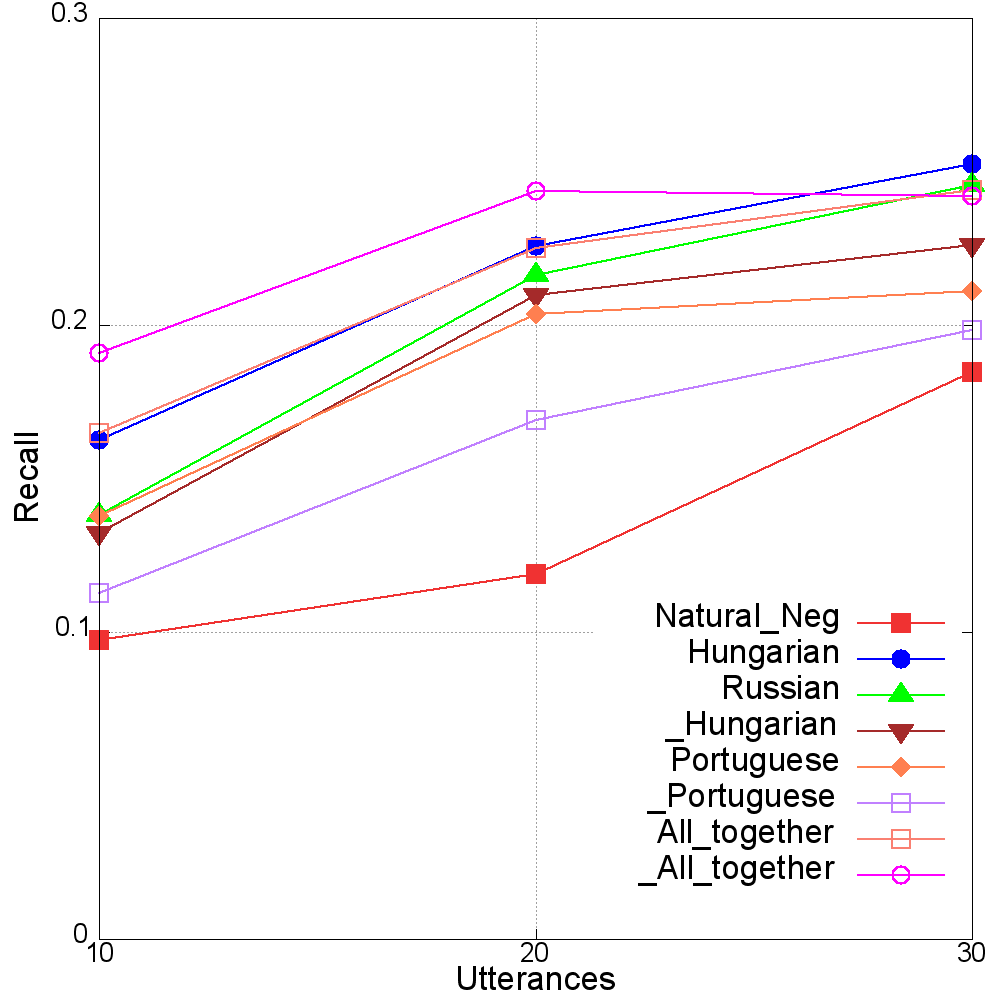 0.3
0.2
0.1
0
Recall
Natural_Neg
Hungarian
Russian
_Hungarian
Portuguese
_Portuguese
All_together
_All_together
10 20 30
Utterances